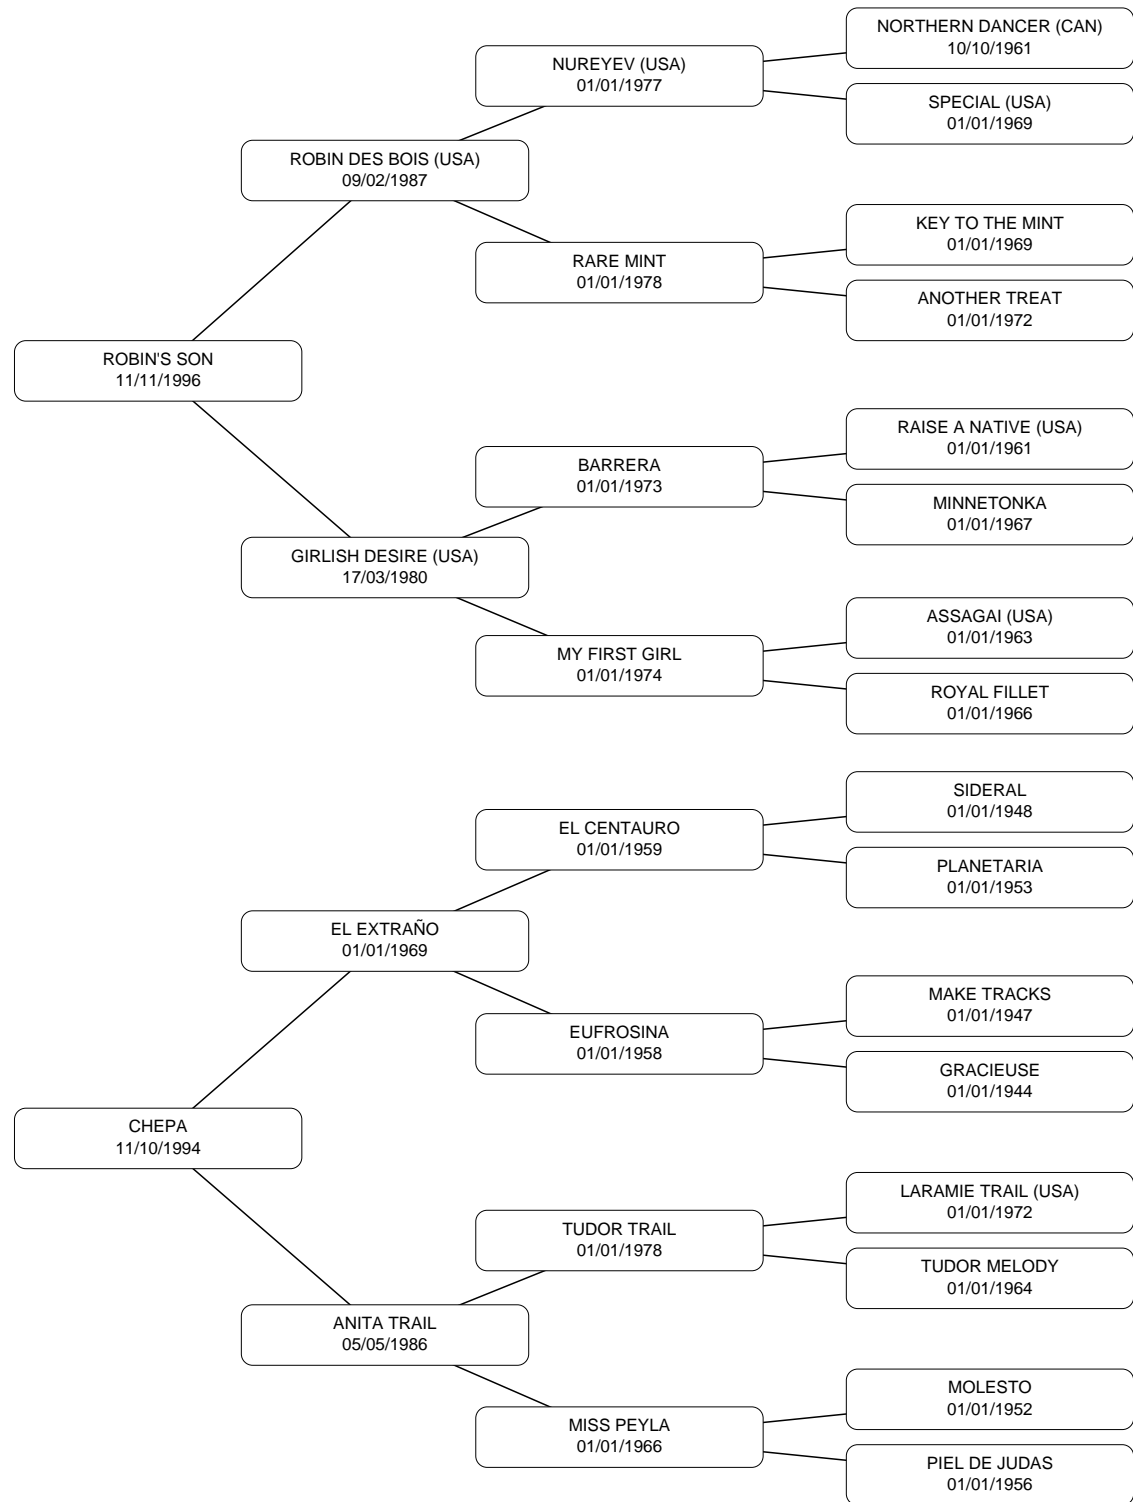 NORTHERN DANCER (CAN)
10/10/1961
NUREYEV (USA)
01/01/1977
SPECIAL (USA)
01/01/1969
ROBIN DES BOIS (USA)
09/02/1987
KEY TO THE MINT
01/01/1969
RARE MINT
01/01/1978
ANOTHER TREAT
01/01/1972
ROBIN'S SON
11/11/1996
RAISE A NATIVE (USA)
01/01/1961
BARRERA
01/01/1973
MINNETONKA
01/01/1967
GIRLISH DESIRE (USA)
17/03/1980
ASSAGAI (USA)
01/01/1963
MY FIRST GIRL
01/01/1974
ROYAL FILLET
01/01/1966
SIDERAL
01/01/1948
EL CENTAURO
01/01/1959
PLANETARIA
01/01/1953
EL EXTRAÑO
01/01/1969
MAKE TRACKS
01/01/1947
EUFROSINA
01/01/1958
GRACIEUSE
01/01/1944
CHEPA
11/10/1994
LARAMIE TRAIL (USA)
01/01/1972
TUDOR TRAIL
01/01/1978
TUDOR MELODY
01/01/1964
ANITA TRAIL
05/05/1986
MOLESTO
01/01/1952
MISS PEYLA
01/01/1966
PIEL DE JUDAS
01/01/1956